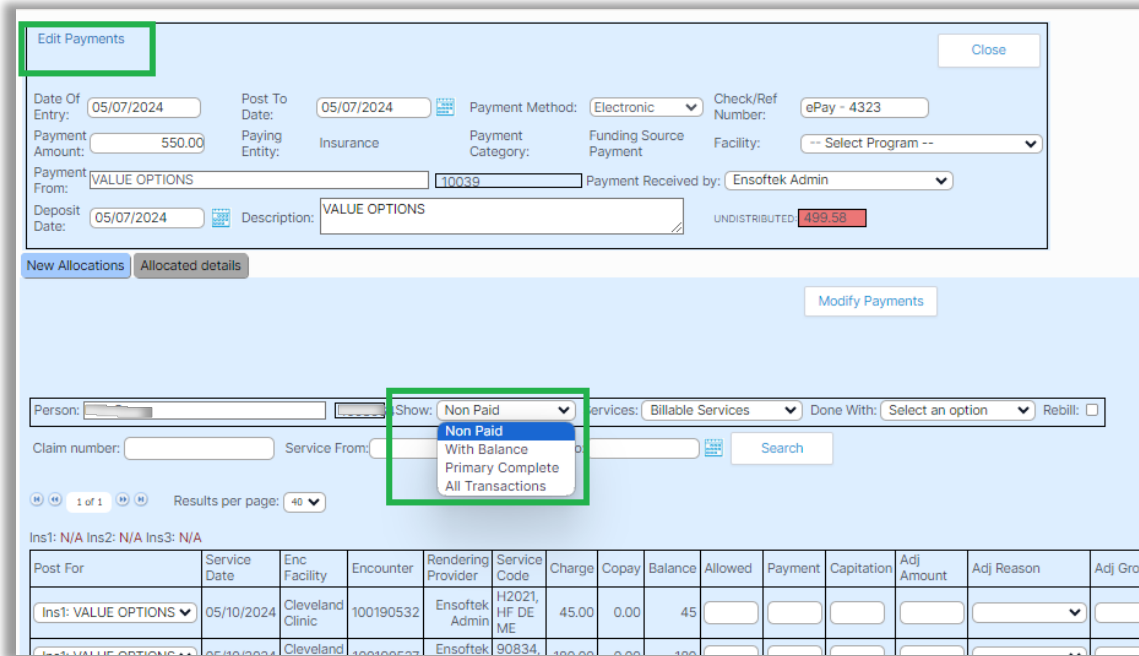 Edit Payments
Close
Date Of Entry: 05/07/2024 Post To Date: 05/07/2024 Payment Method: Electronic Check/Ref Number: ePay - 4323
Payment Amount: 550.00 Paying Entity: Insurance Payment Category: Funding Source Payment Facility: -- Select Program --
Payment From: VALUE OPTIONS 10039 Payment Received by: Ensoftek Admin
Deposit Date: 05/07/2024 Description: VALUE OPTIONS UNDISTRIBUTED: 499.58
New Allocations Allocated details
Modify Payments
Person: Show: Non Paid Services: Billable Services Done With: Select an option Rebill:
Non Paid
With Balance
Primary Complete
All Transactions
Claim number: Service From: Search
1 of 1 Results per page: 40
Ins1: N/A Ins2: N/A Ins3: N/A
Post For Service Date Enc Facility Encounter Rendering Provider Service Code Charge Copay Balance Allowed Payment Capitation Adj Amount Adj Reason Adj Gro
Ins1: VALUE OPTIONS 05/10/2024 Cleveland Clinic 100190532 Ensoftek Admin H2021, HF DE ME 45.00 0.00 45
Cleveland Ensoftek 90834,